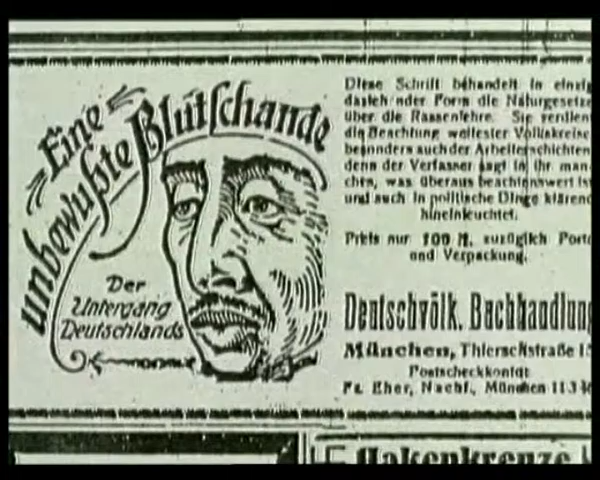 Eine
unbewußte Blutschande
Der
Untergang
Deutschlands
Diese Schrift behandelt in einzig
dastehender Form die Naturgesetze
über die Rassenlehre. Sie verdient
die Beachtung weitester Volkskreise
besonders auch der Arbeiterschichten
denn der Verfasser sagt in ihr man-
ches, was überaus beachtenswert ist
und auch in politische Dinge klärend
hineinleuchtet.
Preis nur 100 M. zuzüglich Porto
und Verpackung.
Deutschvölk. Buchhandlung
München, Thierschstraße 15
Postscheckkonto:
Fr. Eher, Nachf., München 113
Hakenkreuze